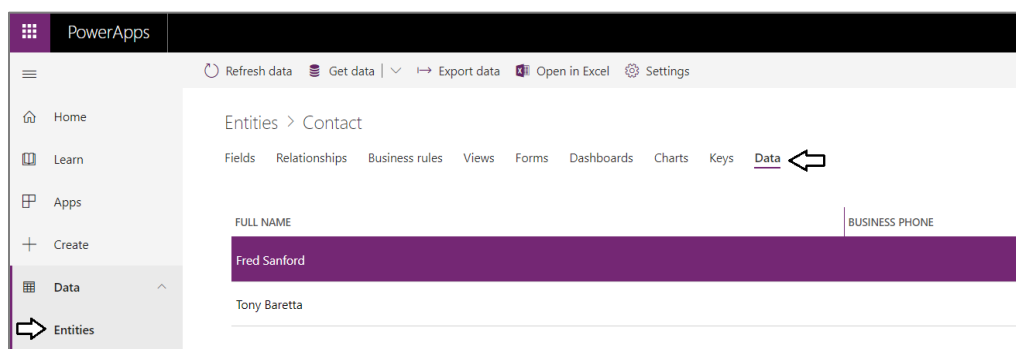 PowerApps
Refresh data Get data Export data Open in Excel Settings
Home
Learn
Apps
Create
Data
Entities
Entities > Contact
Fields Relationships Business rules Views Forms Dashboards Charts Keys Data
FULL NAME BUSINESS PHONE
Fred Sanford
Tony Baretta